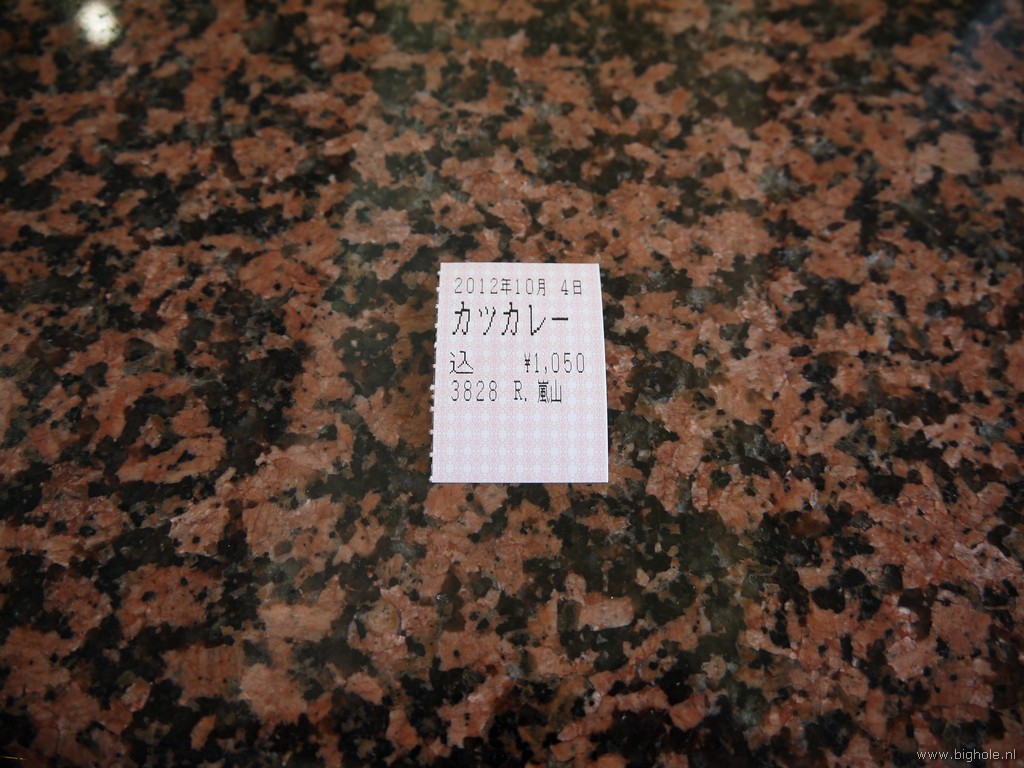 2012年10月 4日
カツカレー
込 ¥1,050
3828 R.嵐山
www.bighole.nl